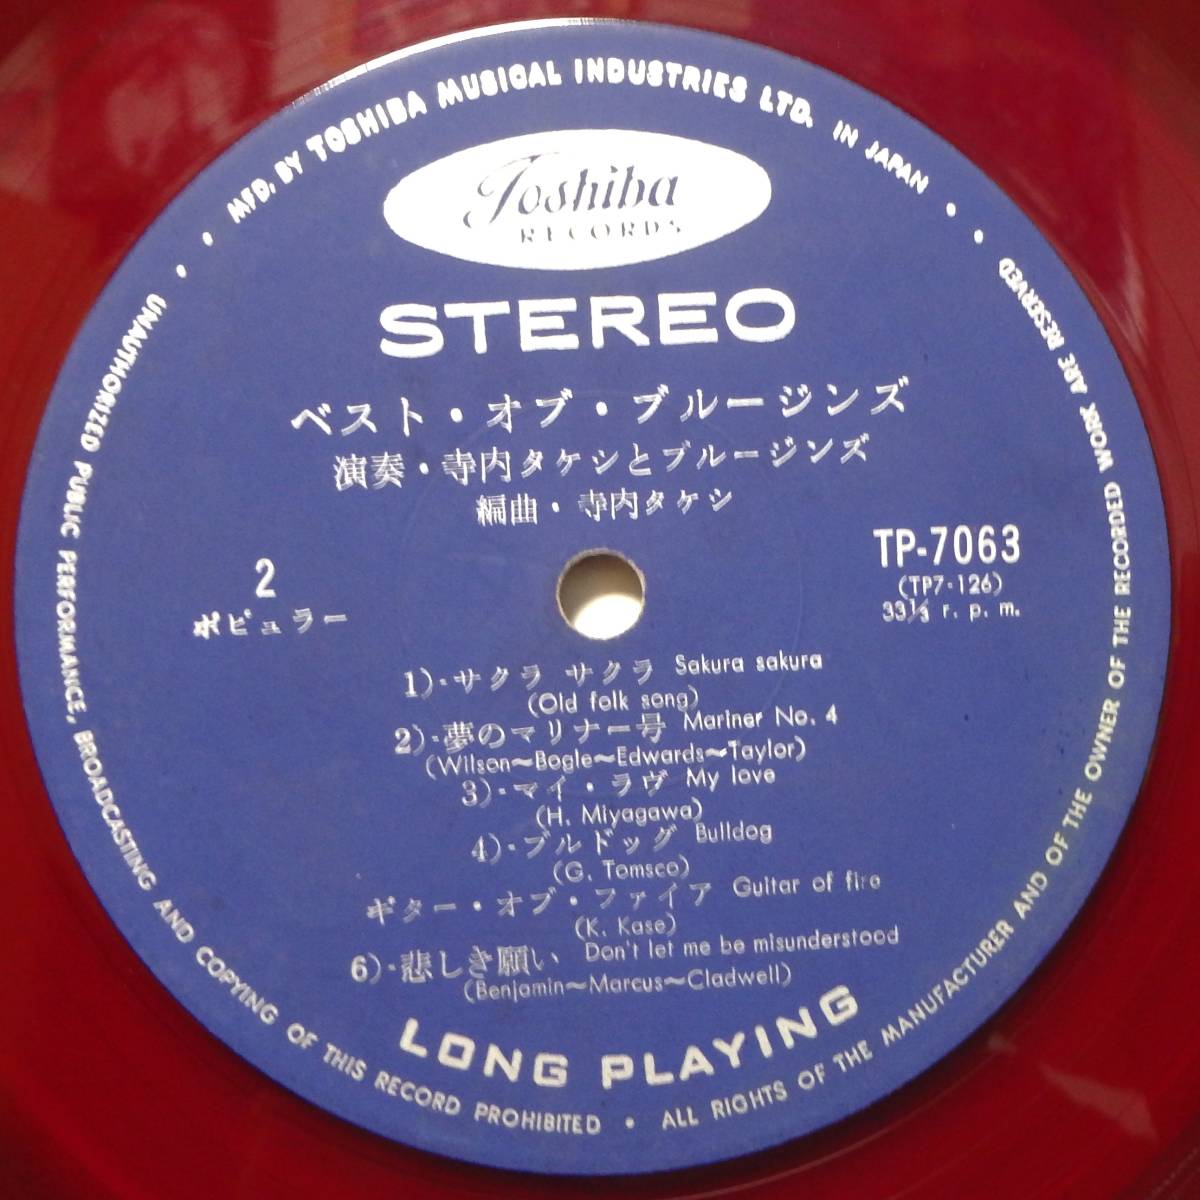 MFD. BY TOSHIBA MUSICAL INDUSTRIES LTD. IN JAPAN
Toshiba
RECORDS
STEREO
ベスト・オブ・ブルージンズ
演奏・寺内タケシとブルージンズ
編曲・寺内タケシ
2
ポピュラー
TP-7063
(TP7-126)
33⅓ r. p. m.
1)・サクラ サクラ Sakura sakura
(Old folk song)
2)・夢のマリナー号 Mariner No. 4
(Wilson~Bogle~Edwards~Taylor)
3)・マイ・ラヴ My love
(H. Miyagawa)
4)・ブルドッグ Bulldog
(G. Tomsco)
ギター・オブ・ファイア Guitar of fire
(K. Kase)
6)・悲しき願い Don't let me be misunderstood
(Benjamin~Marcus~Cladwell)
LONG PLAYING
UNAUTHORIZED PUBLIC PERFORMANCE, BROADCASTING AND COPYING OF THIS RECORD PROHIBITED • ALL RIGHTS OF THE MANUFACTURER AND OF THE OWNER OF THE RECORDED WORK ARE RESERVED